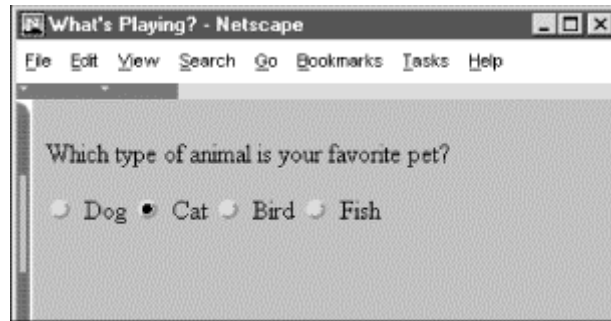 What's Playing? - Netscape
File Edit View Search Go Bookmarks Tasks Help
Which type of animal is your favorite pet?
Dog Cat Bird Fish